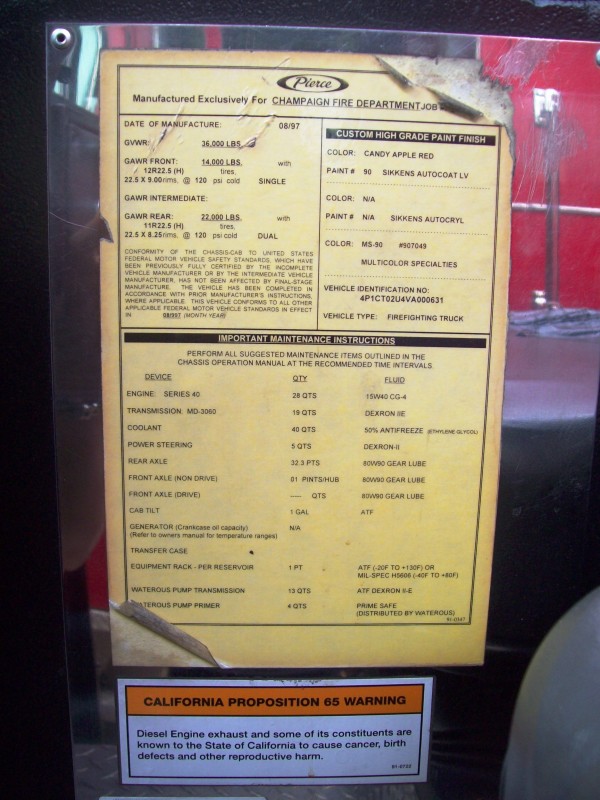 Pierce
Manufactured Exclusively For CHAMPAIGN FIRE DEPARTMENT JOB
DATE OF MANUFACTURE: 08/97
GVWR: 36,000 LBS.
GAWR FRONT: 14,000 LBS. with
12R22.5 (H) tires,
22.5 X 9.00 rims, @ 120 psi cold SINGLE
GAWR INTERMEDIATE:
GAWR REAR: 22,000 LBS. with
11R22.5 (H) tires,
22.5 X 8.25 rims, @ 120 psi cold DUAL
CONFORMITY OF THE CHASSIS-CAB TO UNITED STATES
FEDERAL MOTOR VEHICLE SAFETY STANDARDS, WHICH HAVE
BEEN PREVIOUSLY FULLY CERTIFIED BY THE INCOMPLETE
VEHICLE MANUFACTURER OR BY THE INTERMEDIATE VEHICLE
MANUFACTURER, HAS NOT BEEN AFFECTED BY FINAL-STAGE
MANUFACTURE. THE VEHICLE HAS BEEN COMPLETED IN
ACCORDANCE WITH PRIOR MANUFACTURER'S INSTRUCTIONS,
WHERE APPLICABLE. THIS VEHICLE CONFORMS TO ALL OTHER
APPLICABLE FEDERAL MOTOR VEHICLE STANDARDS IN EFFECT
IN (MONTH YEAR)
CUSTOM HIGH GRADE PAINT FINISH
COLOR: CANDY APPLE RED
PAINT # 90 SIKKENS AUTOCOAT LV
COLOR: N/A
PAINT # N/A SIKKENS AUTOCRYL
COLOR: MS-90 #907049
MULTICOLOR SPECIALTIES
VEHICLE IDENTIFICATION NO:
4P1CT02U4VA000631
VEHICLE TYPE: FIREFIGHTING TRUCK
IMPORTANT MAINTENANCE INSTRUCTIONS
PERFORM ALL SUGGESTED MAINTENANCE ITEMS OUTLINED IN THE
CHASSIS OPERATION MANUAL AT THE RECOMMENDED TIME INTERVALS
DEVICE QTY FLUID
ENGINE: SERIES 40 28 QTS 15W40 CG-4
TRANSMISSION: MD-3060 19 QTS DEXRON IIE
COOLANT 40 QTS 50% ANTIFREEZE (ETHYLENE GLYCOL)
POWER STEERING 5 QTS DEXRON-II
REAR AXLE 32.3 PTS 80W90 GEAR LUBE
FRONT AXLE (NON DRIVE) 01 PINTS/HUB 80W90 GEAR LUBE
FRONT AXLE (DRIVE) ---- QTS 80W90 GEAR LUBE
CAB TILT 1 GAL ATF
GENERATOR (Crankcase oil capacity) N/A
(Refer to owners manual for temperature ranges)
TRANSFER CASE
EQUIPMENT RACK - PER RESERVOIR 1 PT ATF (-20F TO +130F) OR
MIL-SPEC H5606 (-40F TO +80F)
WATEROUS PUMP TRANSMISSION 13 QTS ATF DEXRON II-E
WATEROUS PUMP PRIMER 4 QTS PRIME SAFE
(DISTRIBUTED BY WATEROUS)
91-0347
CALIFORNIA PROPOSITION 65 WARNING
Diesel Engine exhaust and some of its constituents are
known to the State of California to cause cancer, birth
defects and other reproductive harm.